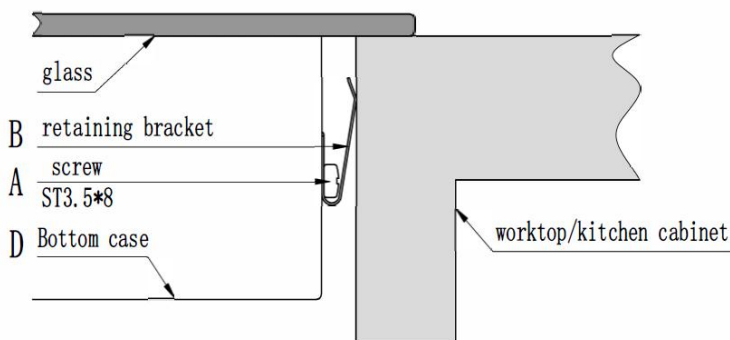 glass
B retaining bracket
A screw
ST3.5*8
D Bottom case
worktop/kitchen cabinet